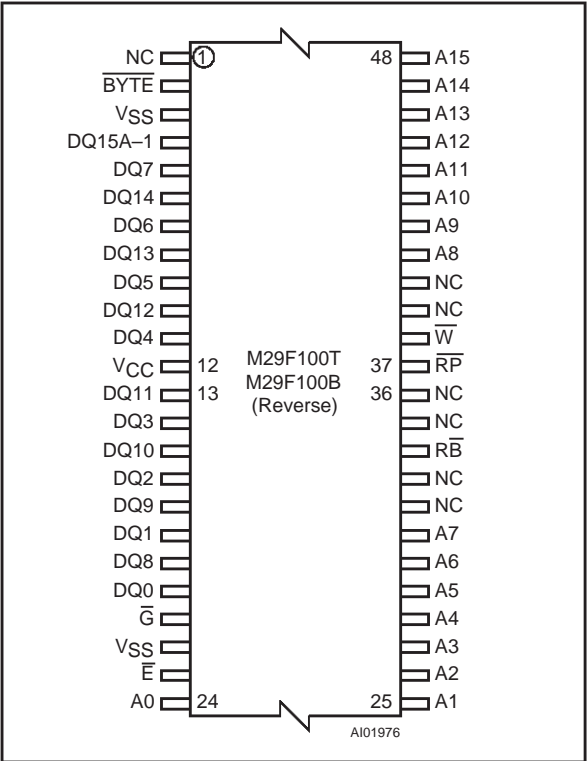 NC 1 48 A15
B̅Y̅T̅E̅ A14
VSS A13
DQ15A–1 A12
DQ7 A11
DQ14 A10
DQ6 A9
DQ13 A8
DQ5 NC
DQ12 NC
DQ4 W̅
VCC 12 M29F100T 37 R̅P̅
DQ11 13 M29F100B 36 NC
(Reverse)
DQ3 NC
DQ10 RB̅
DQ2 NC
DQ9 NC
DQ1 A7
DQ8 A6
DQ0 A5
G̅ A4
VSS A3
E̅ A2
A0 24 25 A1
AI01976